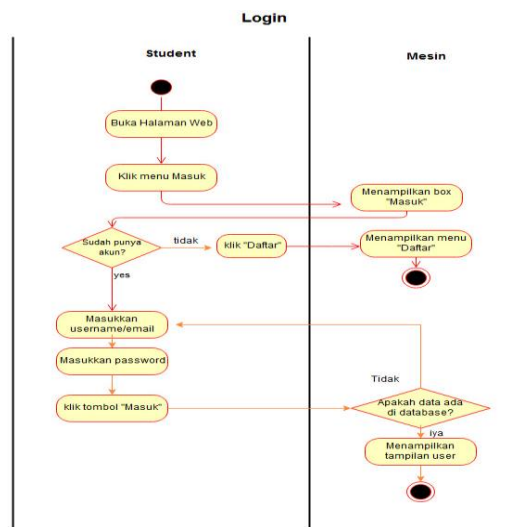 Login
Student
Mesin
Buka Halaman Web
Klik menu Masuk
Menampilkan box
"Masuk"
Sudah punya
akun?
tidak
klik "Daftar"
Menampilkan menu
"Daftar"
yes
Masukkan
username/email
Masukkan password
klik tombol "Masuk"
Tidak
Apakah data ada
di database?
iya
Menampilkan
tampilan user